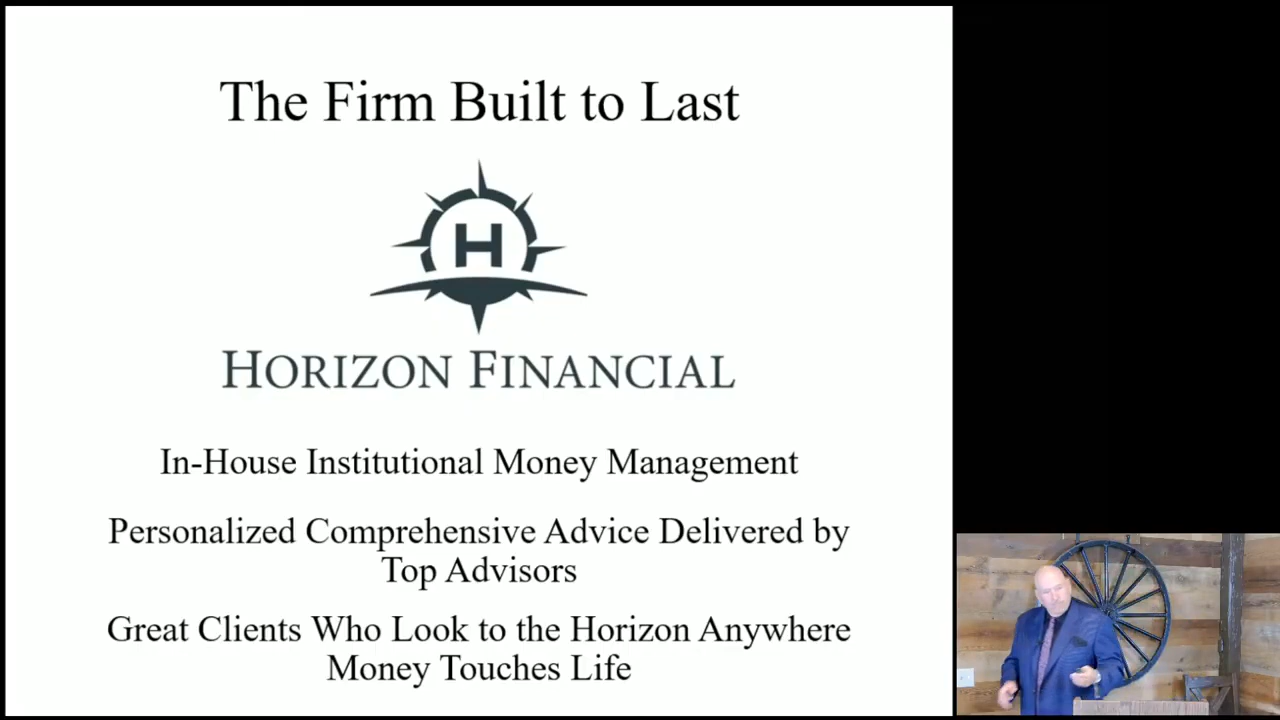 The Firm Built to Last
H
HORIZON FINANCIAL
In-House Institutional Money Management
Personalized Comprehensive Advice Delivered by
Top Advisors
Great Clients Who Look to the Horizon Anywhere
Money Touches Life